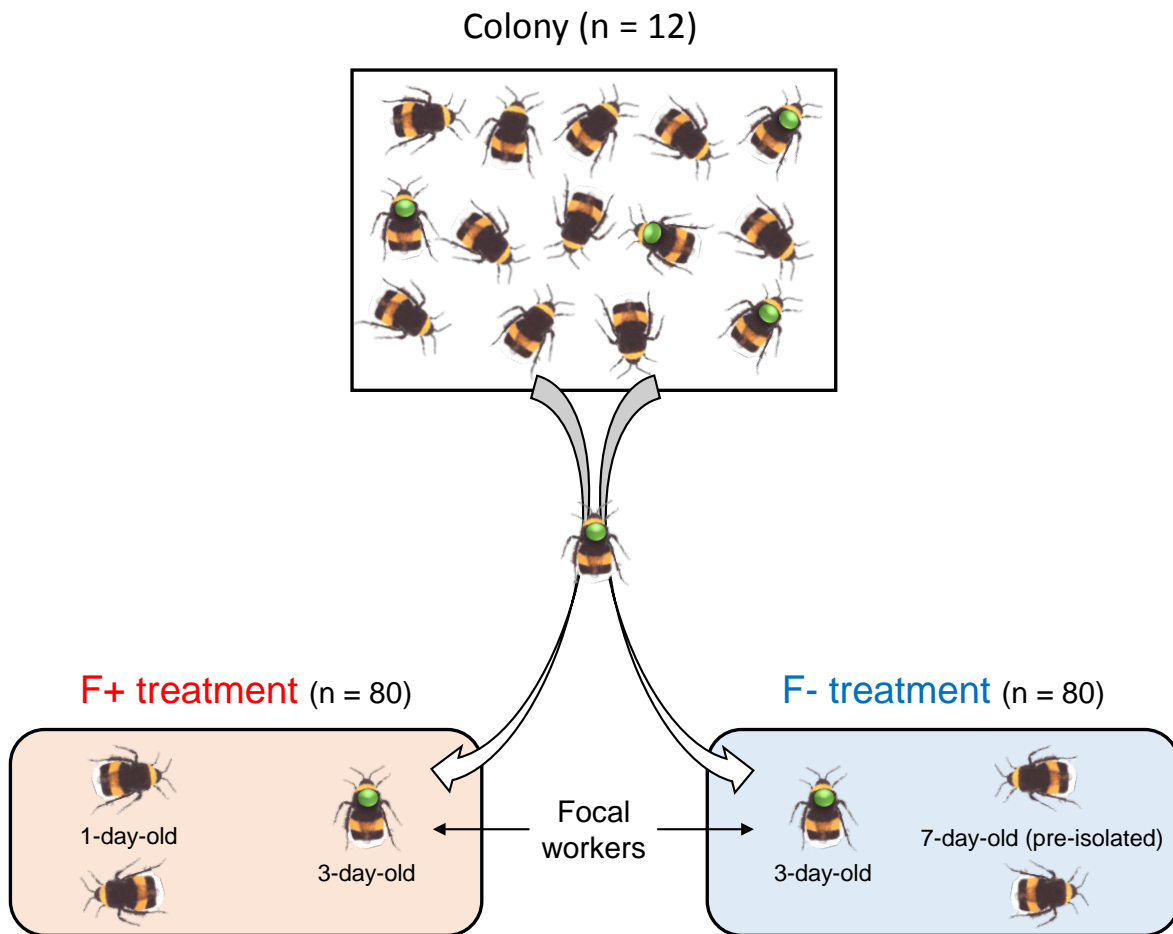 Colony (n = 12)
F+ treatment (n = 80)
F- treatment (n = 80)
1-day-old
3-day-old
Focal
workers
3-day-old
7-day-old (pre-isolated)